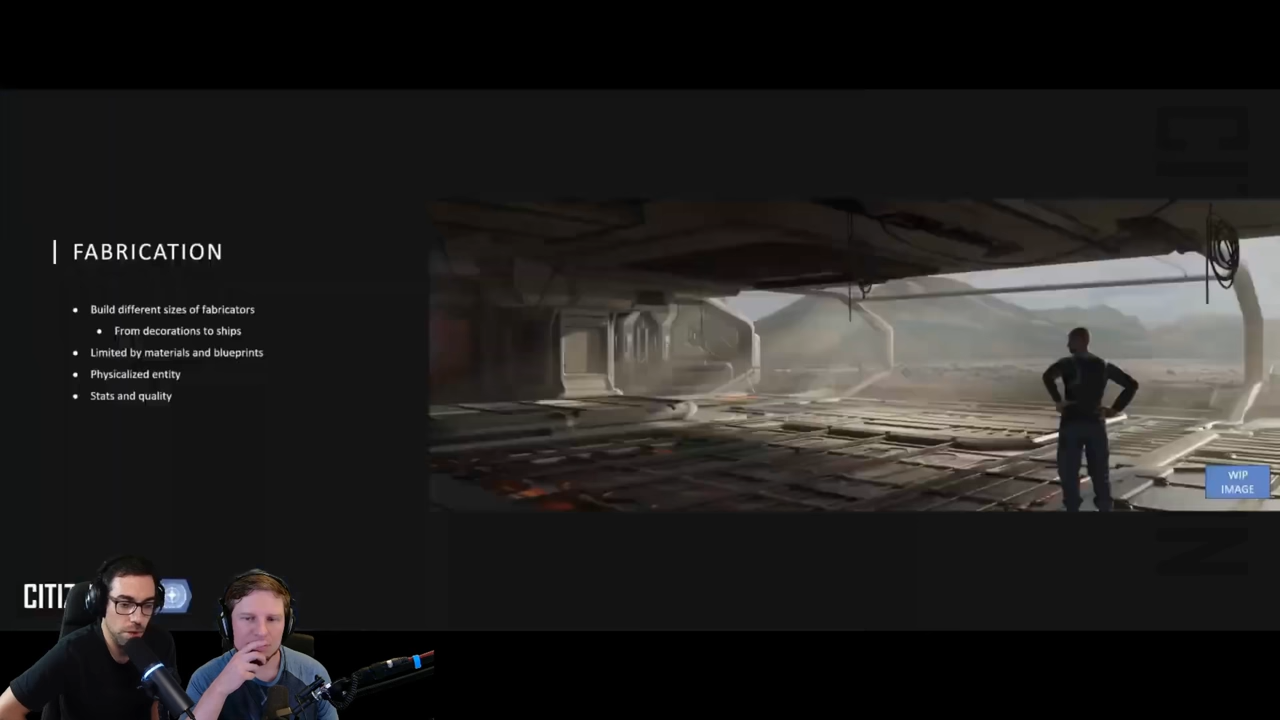 FABRICATION
Build different sizes of fabricators
From decorations to ships
Limited by materials and blueprints
Physicalized entity
Stats and quality
WIP
IMAGE
CITIZ